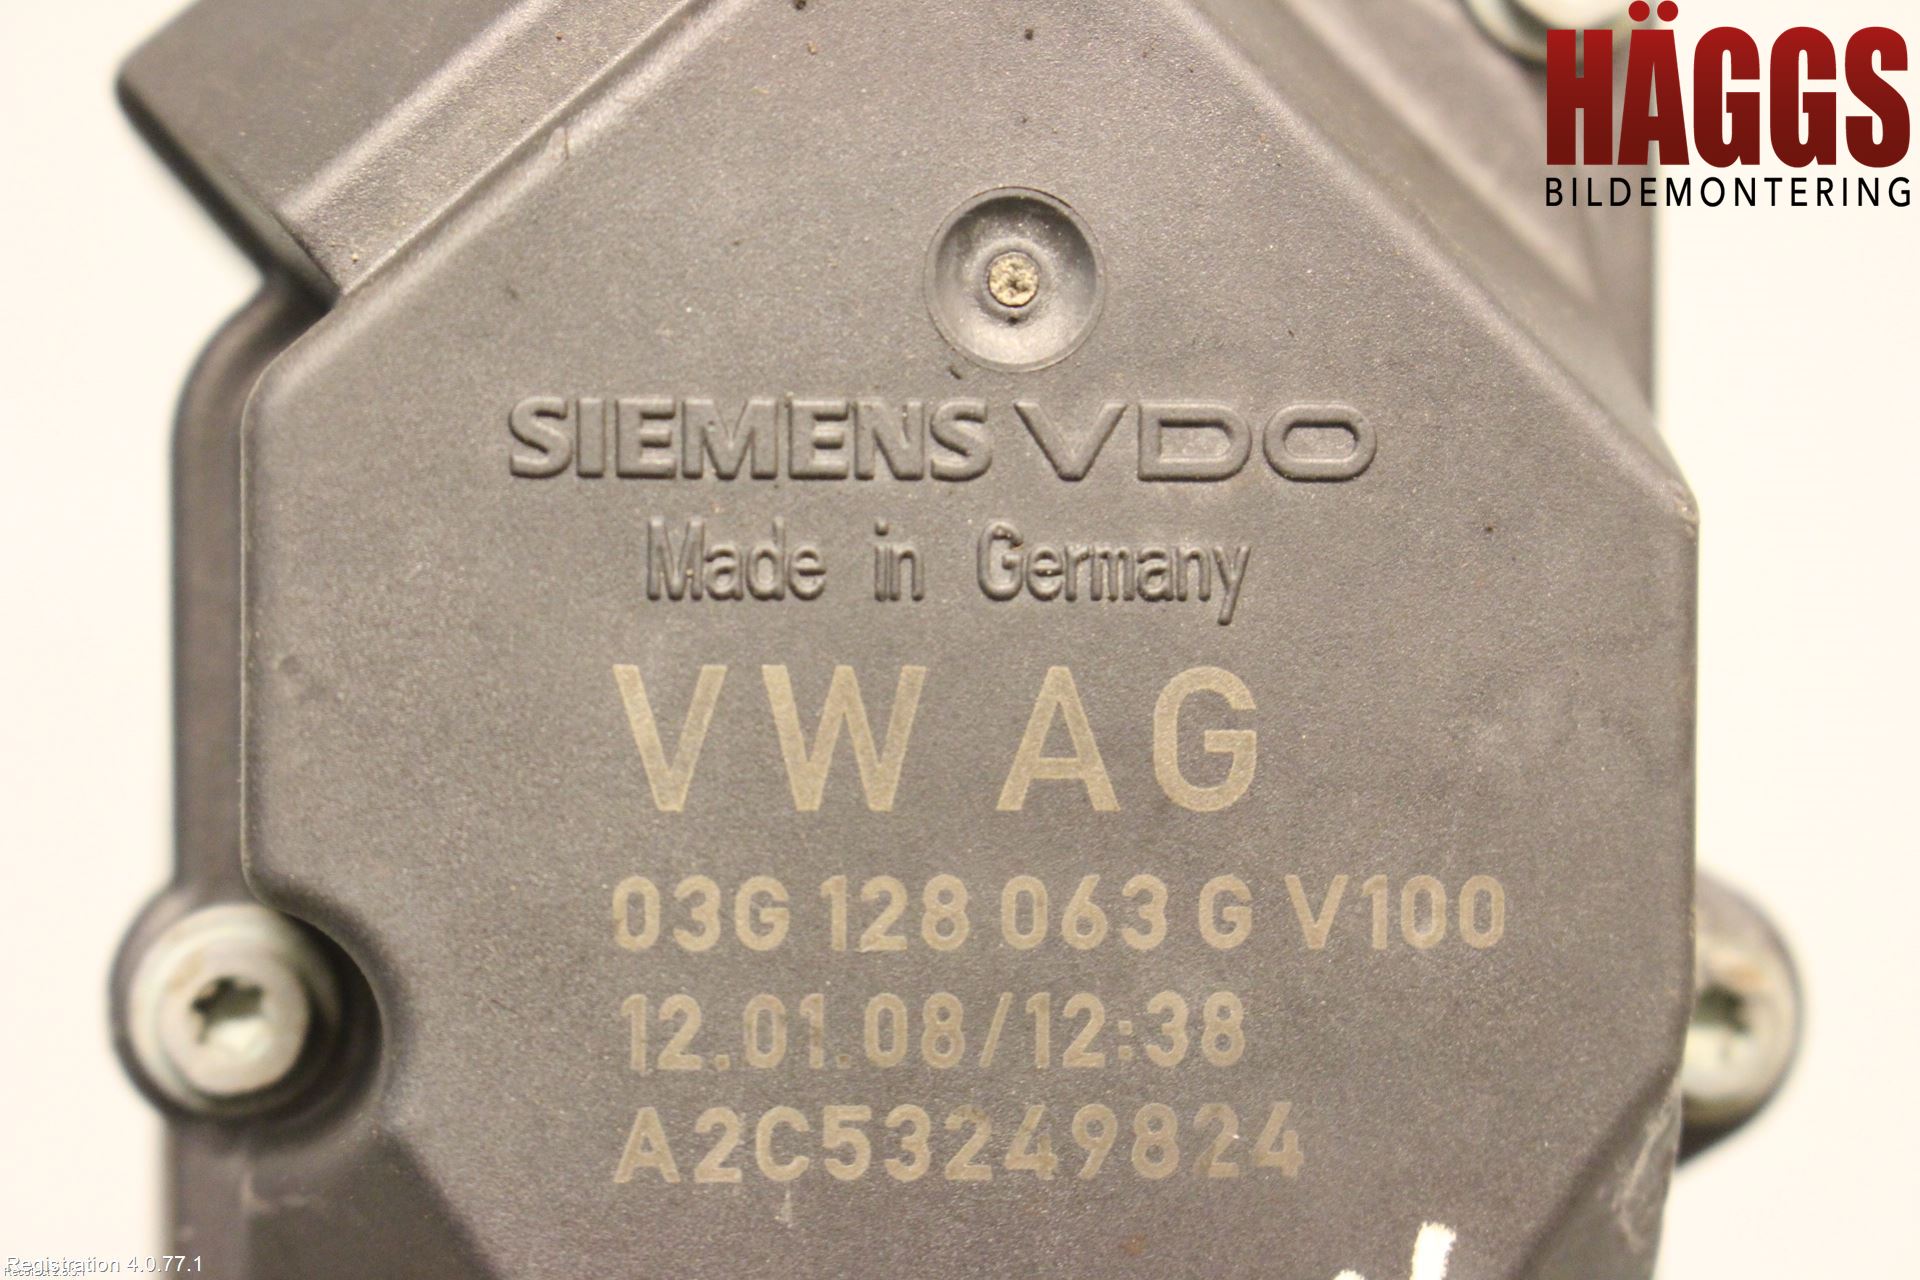 HÄGGS
BILDEMONTERING
SIEMENS VDO
Made in Germany
VW AG
03G 128 063 G V100
12.01.08/12:38
A2C53249824
Registration 4.0.77.1